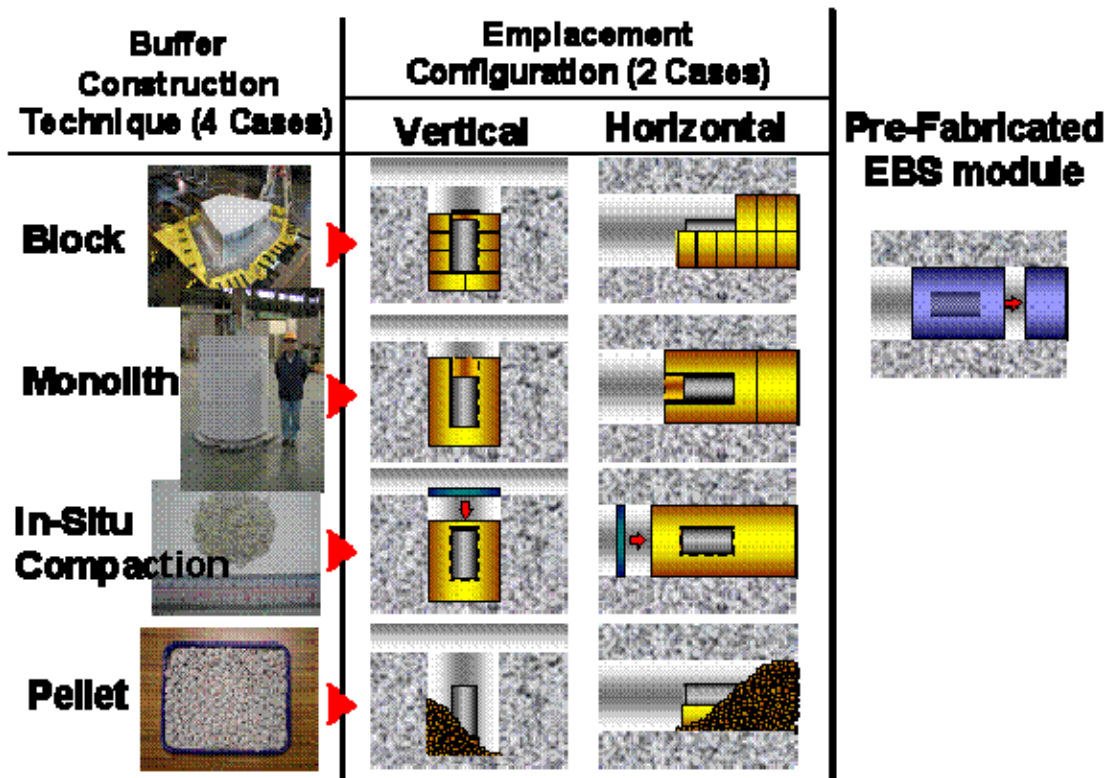 Buffer
Construction
Technique (4 Cases)
Emplacement
Configuration (2 Cases)
Vertical
Horizontal
Pre-Fabricated
EBS module
Block
Monolith
In-Situ
Compaction
Pellet